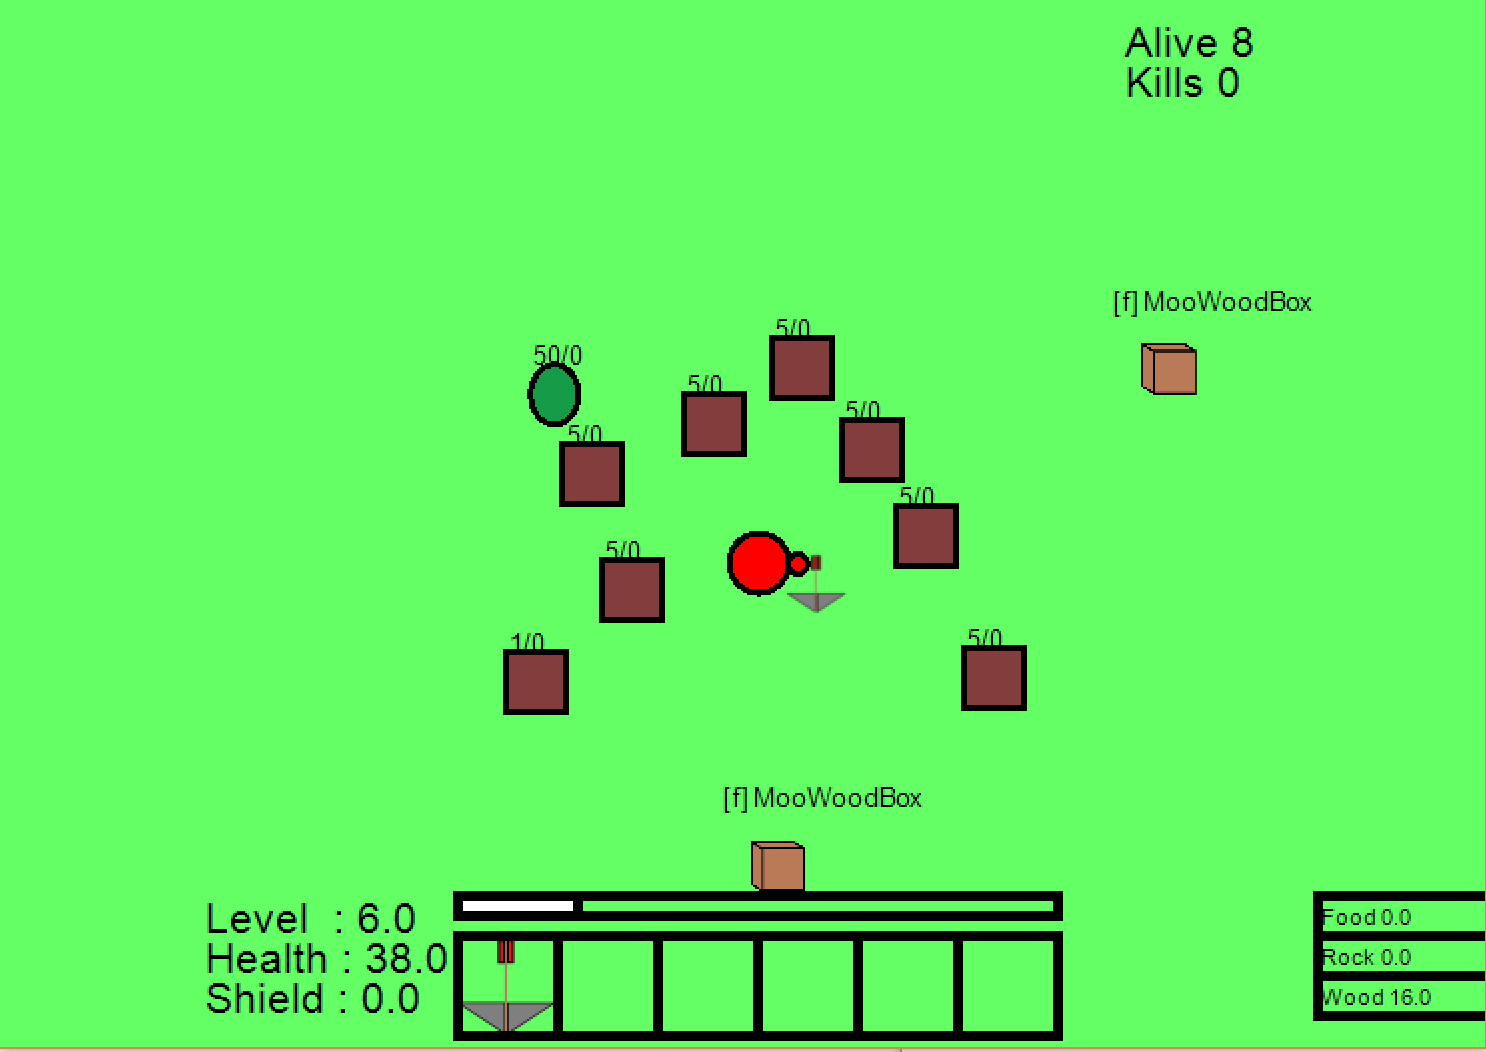 Alive 8
Kills 0
[f] MooWoodBox
5/0
50/0
5/0
5/0
5/0
5/0
5/0
1/0
5/0
[f] MooWoodBox
Level : 6.0
Health : 38.0
Shield : 0.0
Food 0.0
Rock 0.0
Wood 16.0